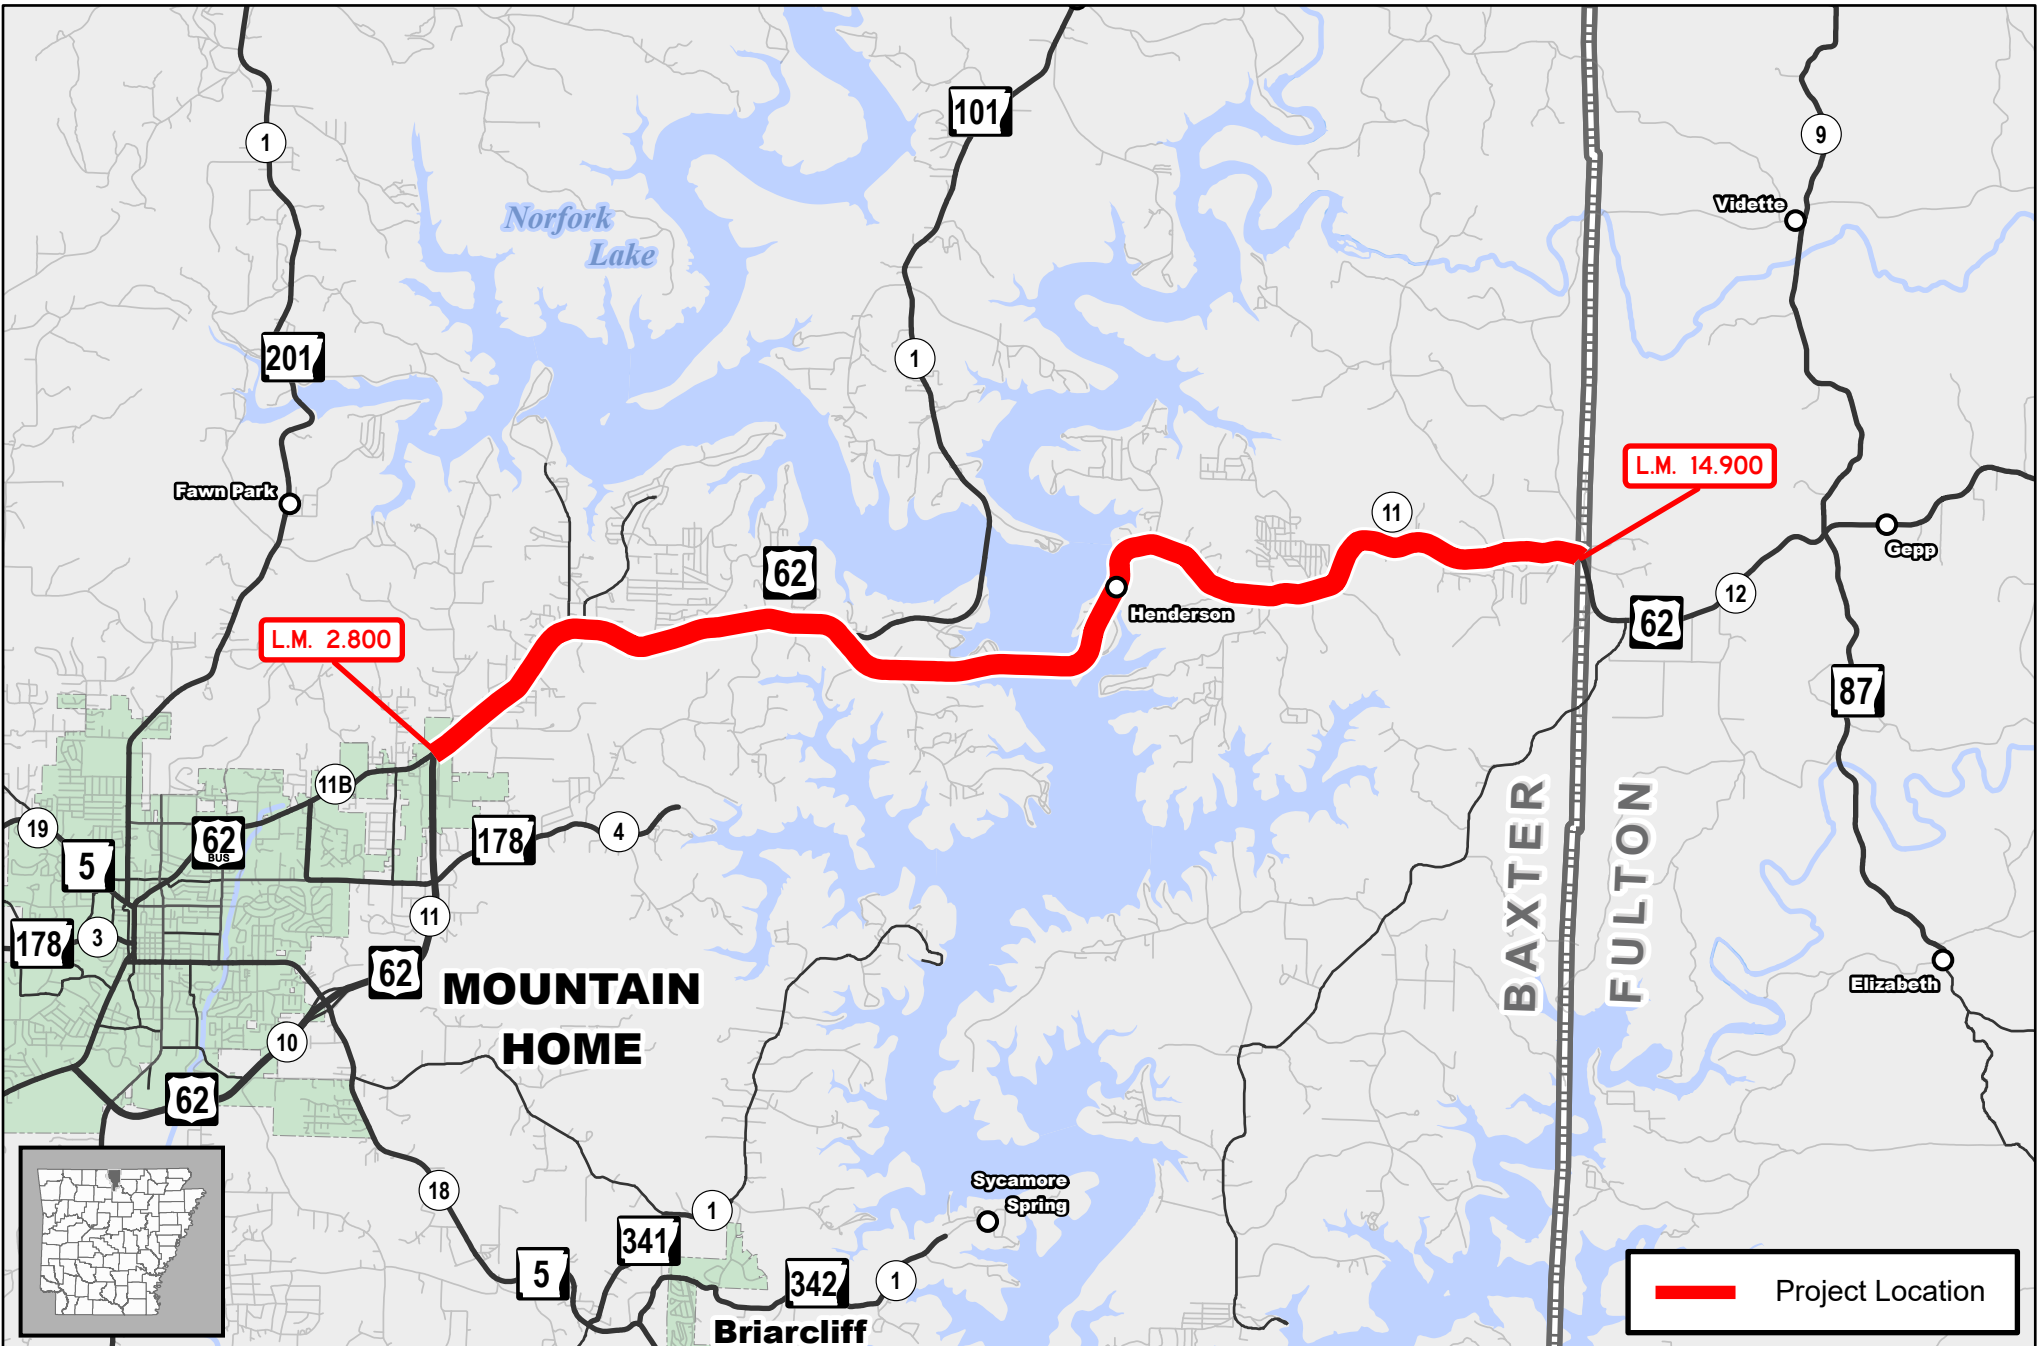 101
1
9
Vidette
Norfork
Lake
201
1
L.M. 14.900
Fawn Park
11
Gepp
62
12
Henderson
62
L.M. 2.800
87
11B
19
62
BUS
178
4
5
BAXTER
FULTON
11
178
3
62
MOUNTAIN
HOME
Elizabeth
10
62
Sycamore
Spring
18
1
341
5
342
1
Project Location
Briarcliff
1